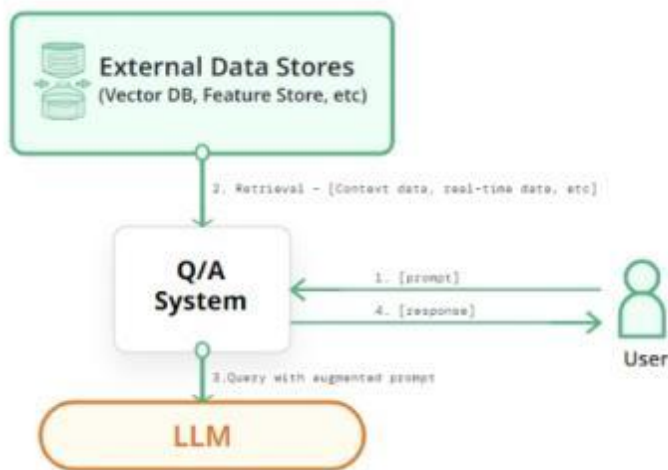 External Data Stores
(Vector DB, Feature Store, etc)
2. Retrieval - [Context data, real-time data, etc]
Q/A
System
1. [prompt]
4. [response]
User
3.Query with augmented prompt
LLM